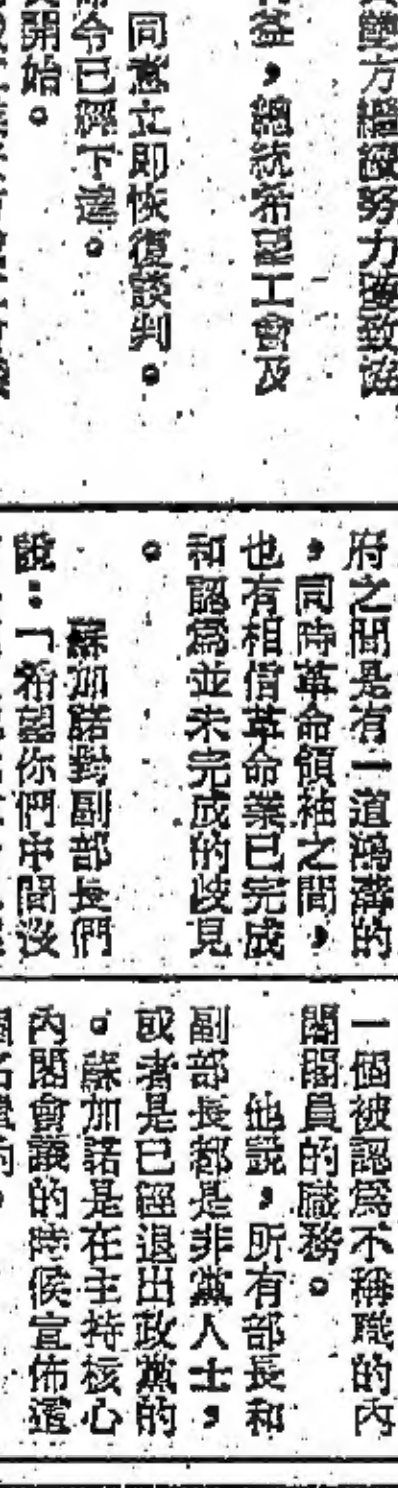 雙方繼續努力獲致協
益，總統希望工會及
同意立即恢復談判。
令已經下達。
開始。
府之間是有一道鴻溝的
，同時革命領袖之間，
也有相信革命業已完成
和認爲並未完成的歧見
。
蘇加諾對副部長們
說：「希望你們中間沒
一個被認爲不稱職的內
閣閣員的職務。
他說，所有部長和
副部長都是非黨人士，
或者是已經退出政黨的
。蘇加諾是在主持核心
內閣會議的時候宣佈這